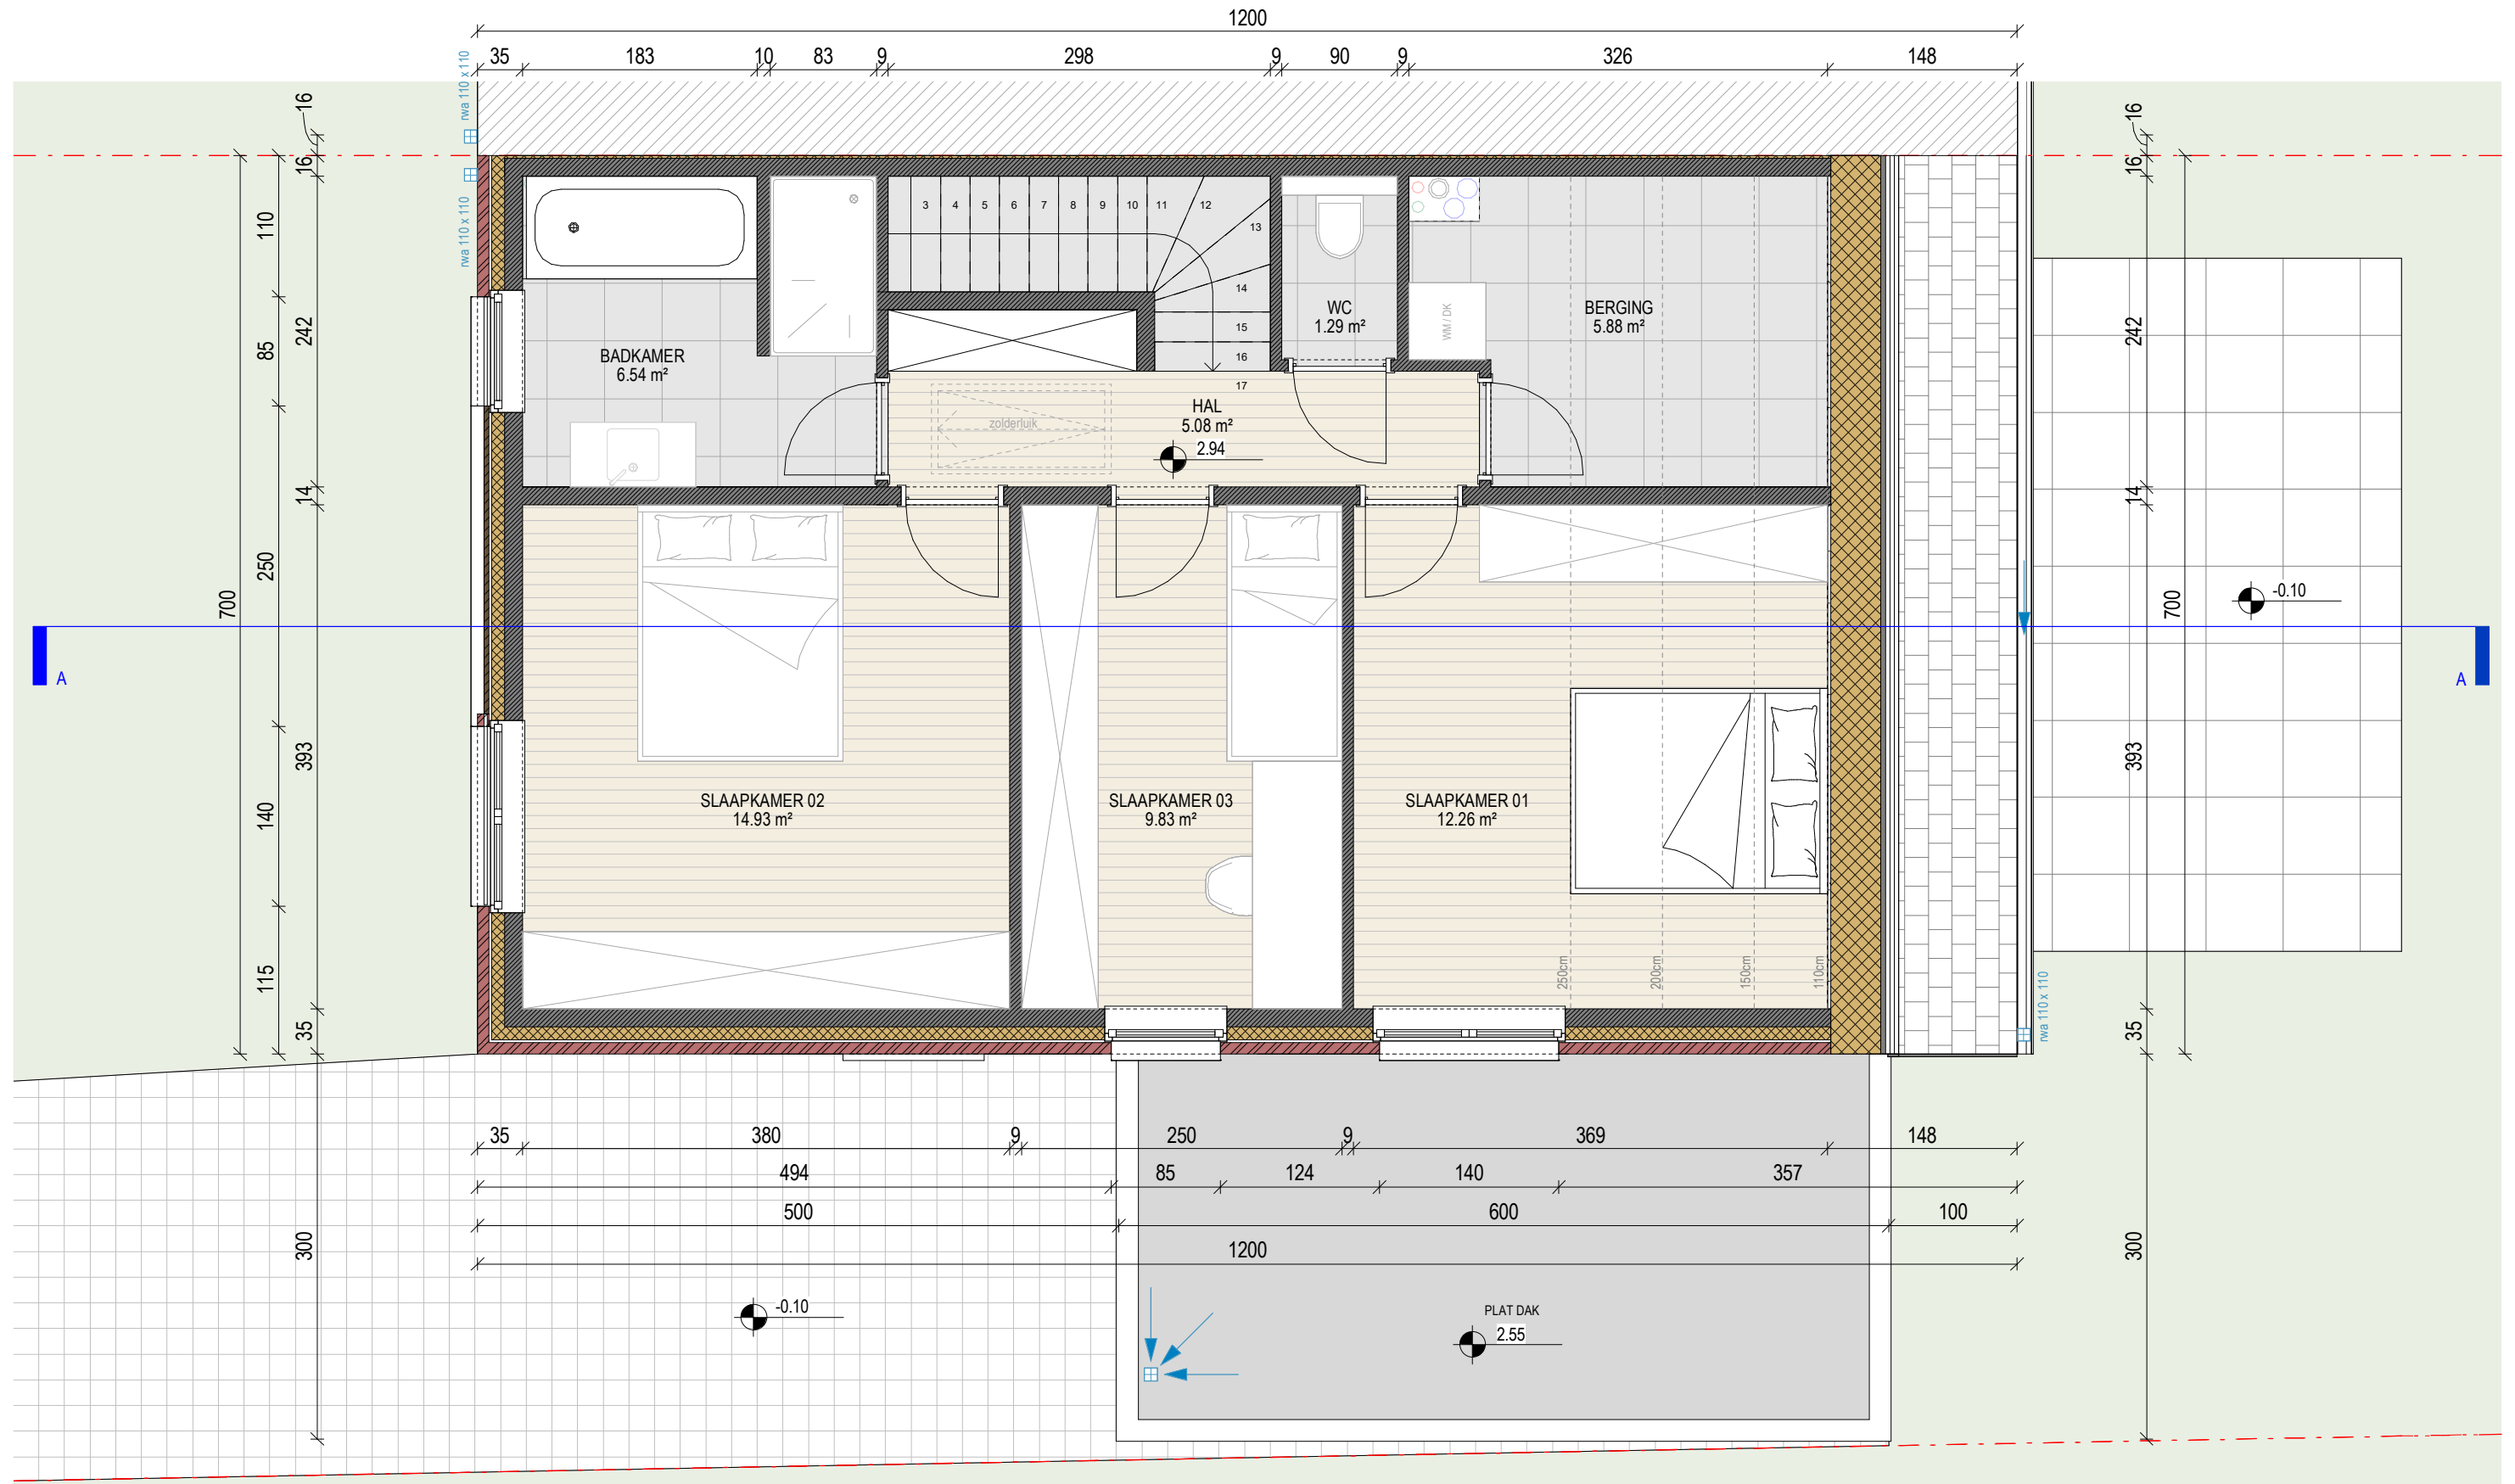 1200
35 183 10 83 9 298 9 90 9 326 148
rwa 110 x 110
rwa 110 x 110
16
16
242
14
393
35
300
110
85
250
140
115
700
3 4 5 6 7 8 9 10 11 12
13
14
15
16
17
BADKAMER
6.54 m²
WC
1.29 m²
WM / DK
BERGING
5.88 m²
HAL
5.08 m²
2.94
zolderluik
16
16
242
14
393
35
300
700
-0.10
A
A
SLAAPKAMER 02
14.93 m²
SLAAPKAMER 03
9.83 m²
SLAAPKAMER 01
12.26 m²
250cm
200cm
150cm
110cm
rwa 110 x 110
35 380 9 250 9 369 148
494 85 124 140 357
500 600 100
1200
-0.10
PLAT DAK
2.55